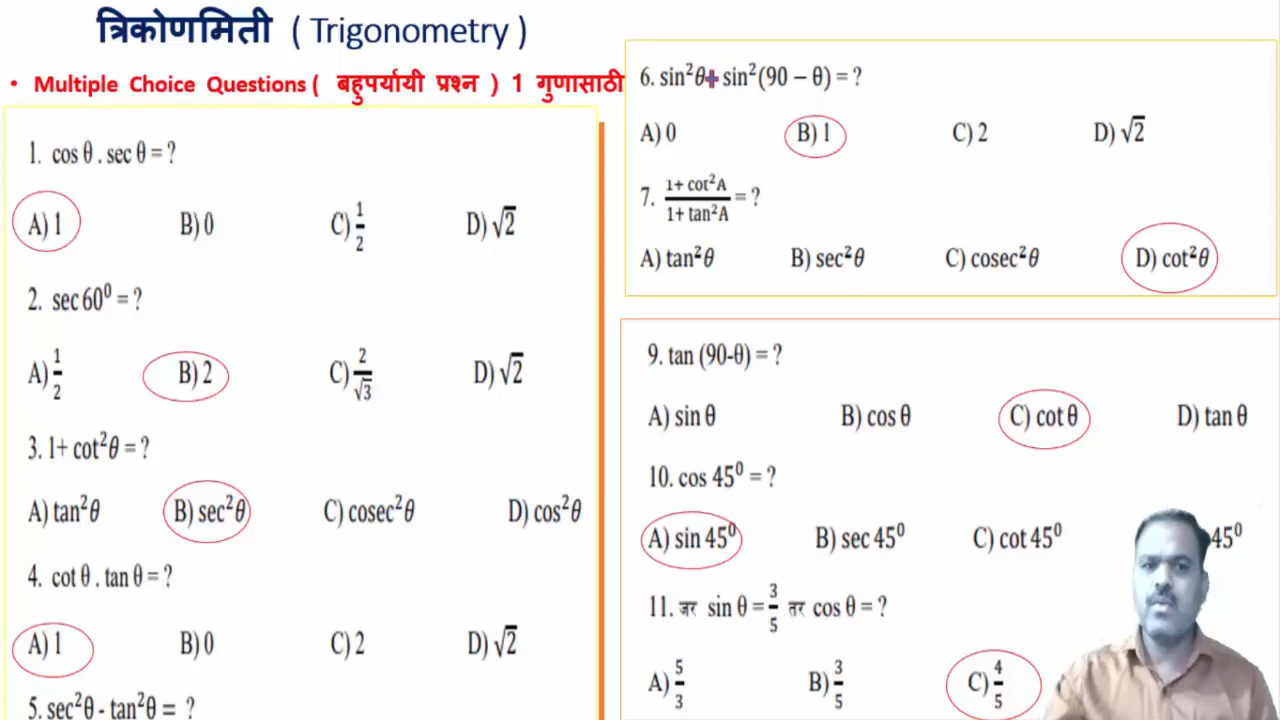 त्रिकोणमिती ( Trigonometry )
• Multiple Choice Questions ( बहुपर्यायी प्रश्न ) 1 गुणासाठी
1. cos θ . sec θ = ?
A) 1 B) 0 C) 1/2 D) √2
2. sec 60⁰ = ?
A) 1/2 B) 2 C) 2/√3 D) √2
3. 1+ cot²θ = ?
A) tan²θ B) sec²θ C) cosec²θ D) cos²θ
4. cot θ . tan θ = ?
A) 1 B) 0 C) 2 D) √2
5. sec²θ - tan²θ = ?
6. sin²θ + sin²(90 − θ) = ?
A) 0 B) 1 C) 2 D) √2
7. (1+ cot²A)/(1+ tan²A) = ?
A) tan²θ B) sec²θ C) cosec²θ D) cot²θ
9. tan (90-θ) = ?
A) sin θ B) cos θ C) cot θ D) tan θ
10. cos 45⁰ = ?
A) sin 45⁰ B) sec 45⁰ C) cot 45⁰ 45⁰
11. जर sin θ = 3/5 तर cos θ = ?
A) 5/3 B) 3/5 C) 4/5